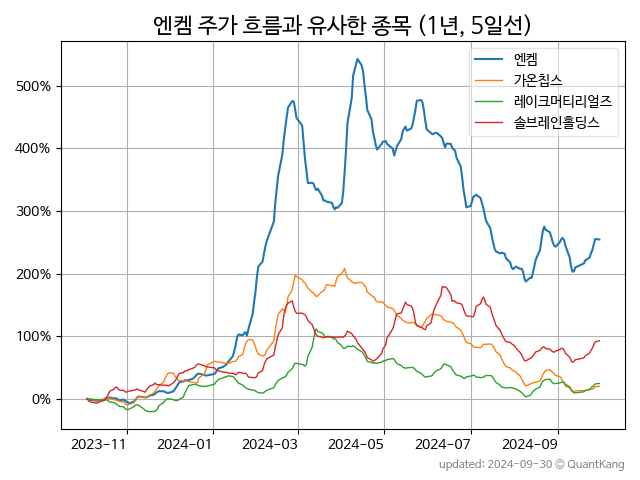 엔켐 주가 흐름과 유사한 종목 (1년, 5일선)
엔켐
가온칩스
레이크머티리얼즈
솔브레인홀딩스
500%
400%
300%
200%
100%
0%
2023-11 2024-01 2024-03 2024-05 2024-07 2024-09
updated: 2024-09-30 © QuantKang